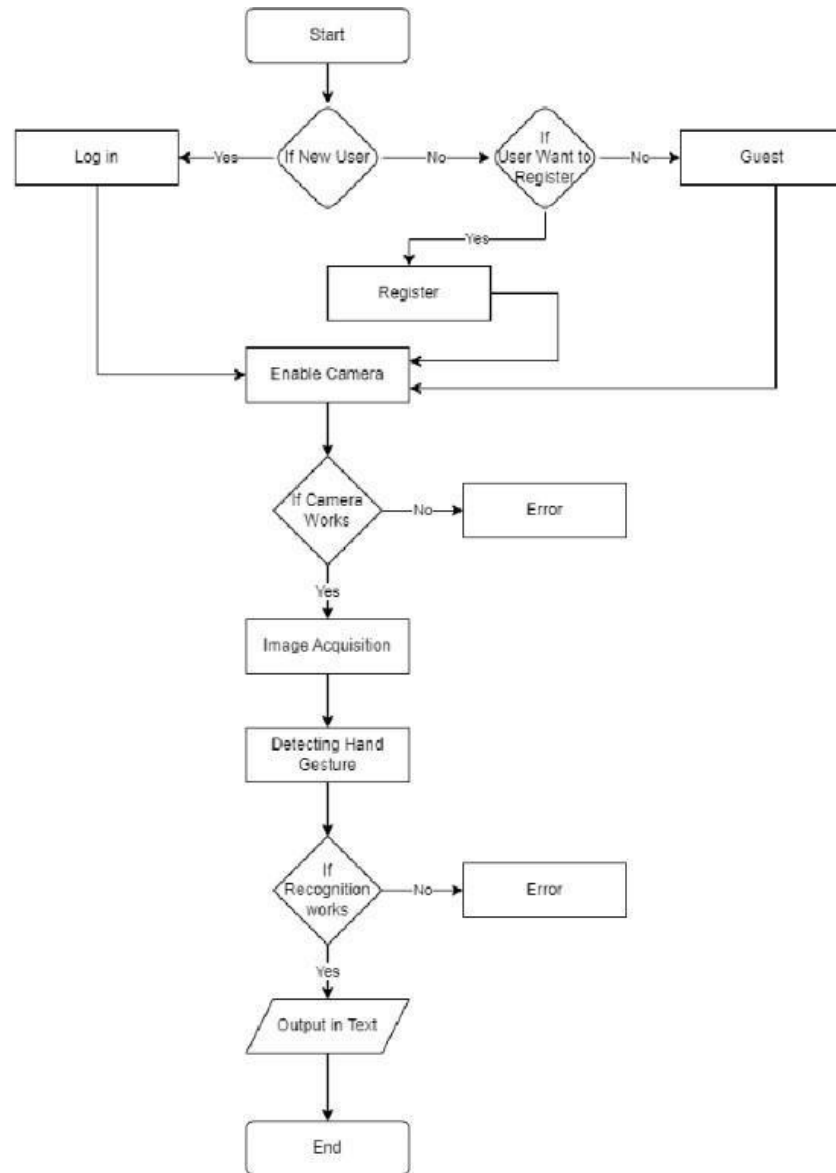 Start
Log in
Yes
If New User
No
If
User Want to
Register
No
Guest
Yes
Register
Enable Camera
If Camera
Works
No
Error
Yes
Image Acquisition
Detecting Hand
Gesture
If
Recognition
works
No
Error
Yes
Output in Text
End